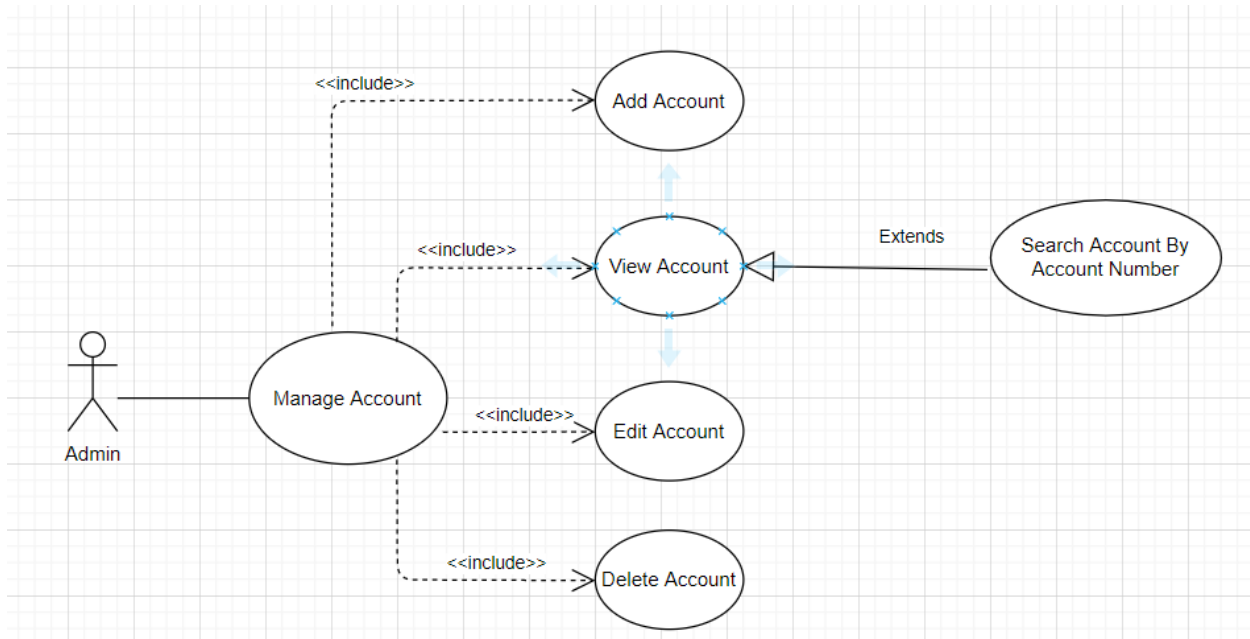 <<include>>
Add Account
<<include>>
View Account
Extends
Search Account By
Account Number
Admin
Manage Account
<<include>>
Edit Account
<<include>>
Delete Account